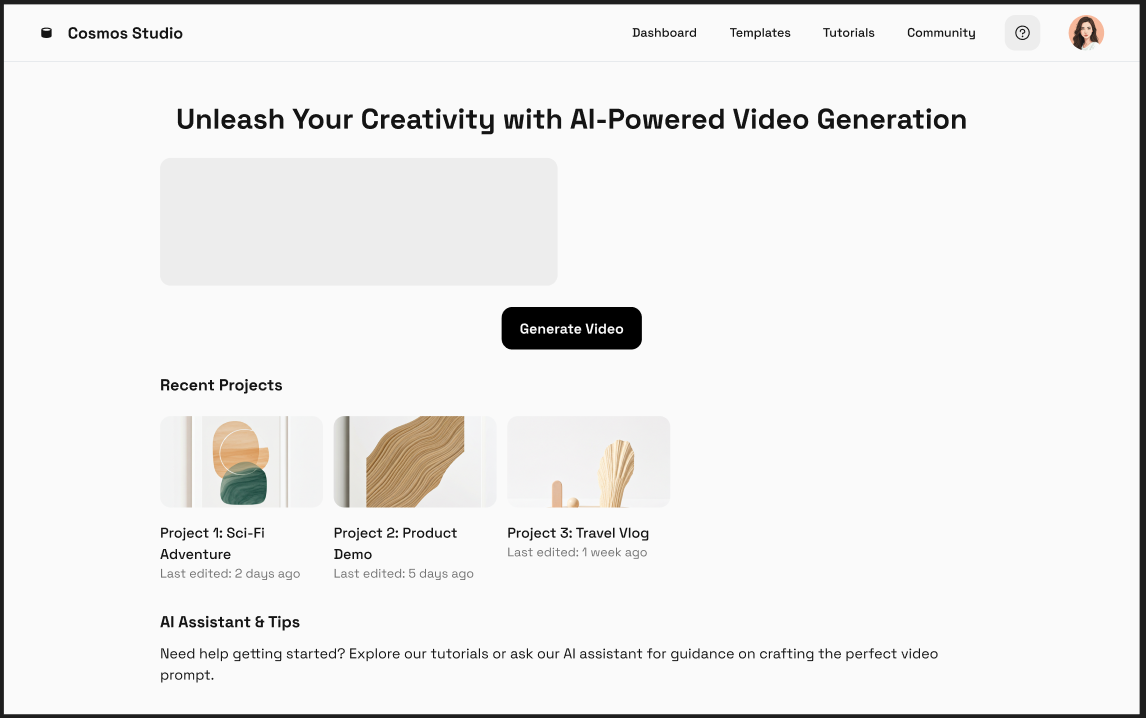 Cosmos Studio
Dashboard
Templates
Tutorials
Community
Unleash Your Creativity with AI-Powered Video Generation
Generate Video
Recent Projects
Project 1: Sci-Fi
Adventure
Last edited: 2 days ago
Project 2: Product
Demo
Last edited: 5 days ago
Project 3: Travel Vlog
Last edited: 1 week ago
AI Assistant & Tips
Need help getting started? Explore our tutorials or ask our AI assistant for guidance on crafting the perfect video
prompt.